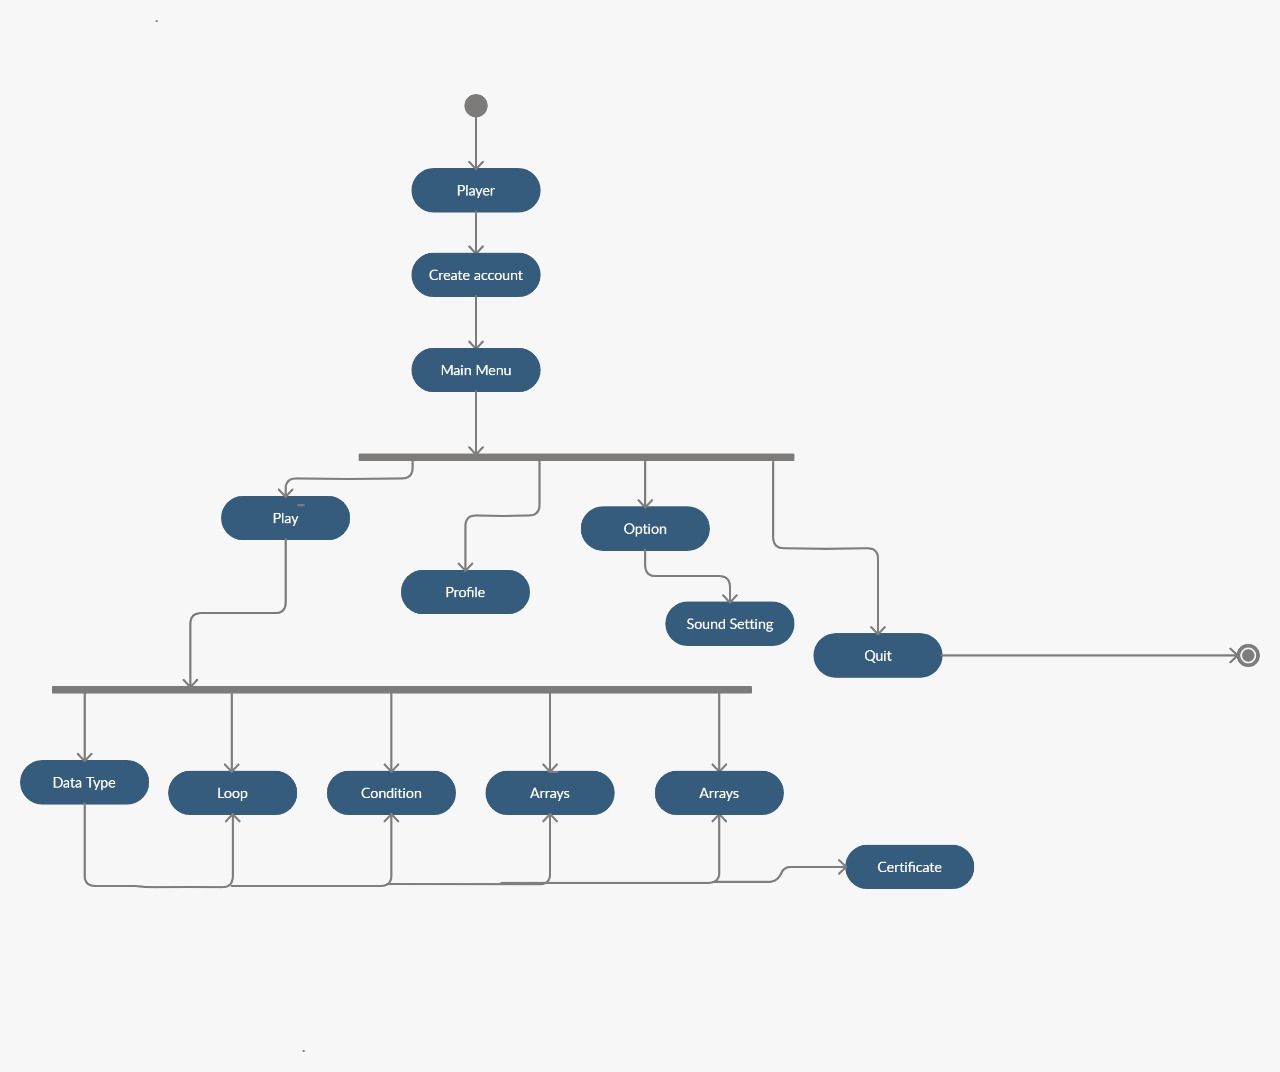 Player
Create account
Main Menu
Play
Option
Profile
Sound Setting
Quit
Data Type
Loop
Condition
Arrays
Arrays
Certificate